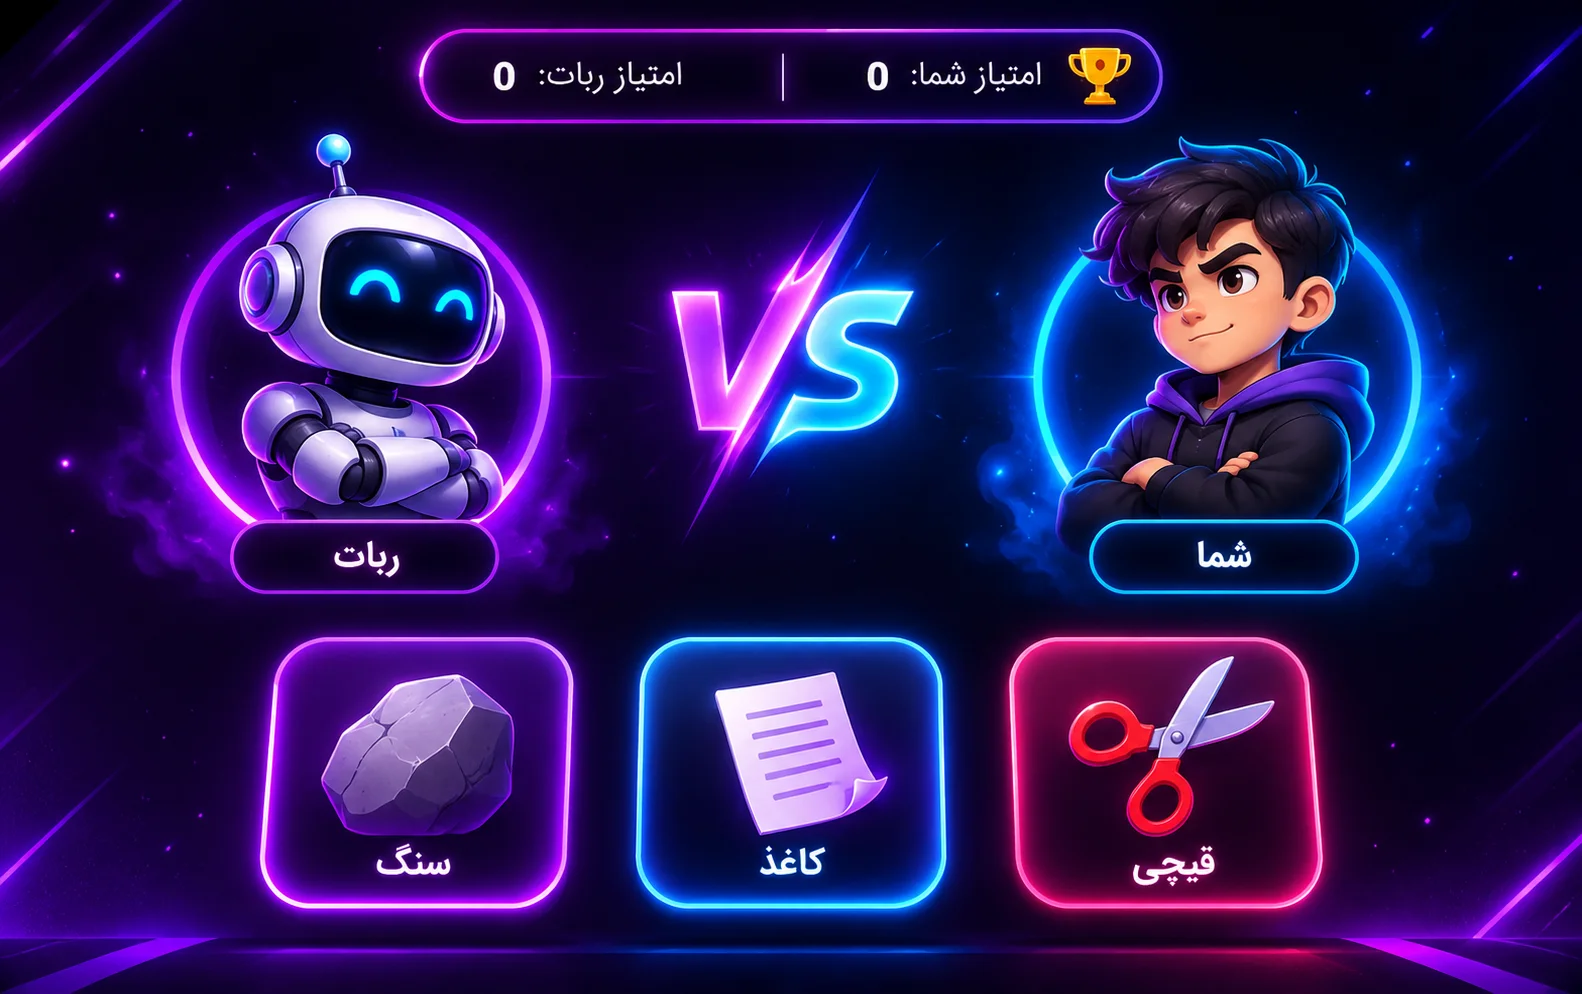 امتیاز شما: 0
امتیاز ربات: 0
VS
شما
ربات
قیچی
کاغذ
سنگ